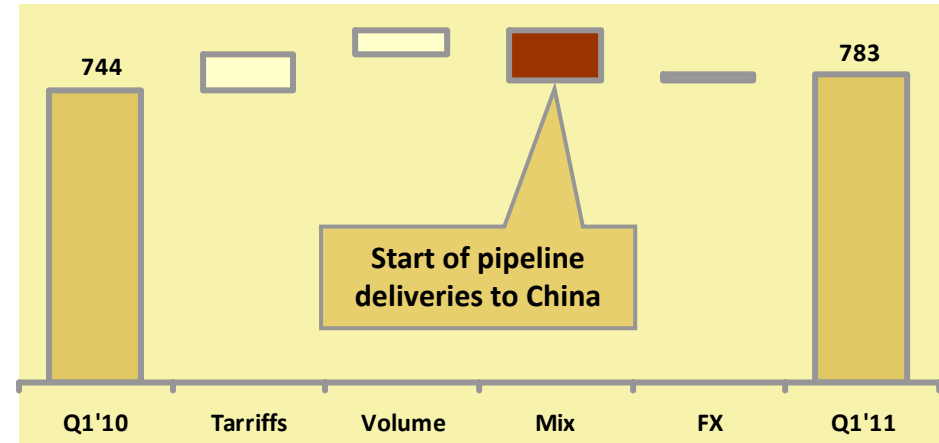 744
783
Start of pipeline
deliveries to China
Q1'10
Tarriffs
Volume
Mix
FX
Q1'11